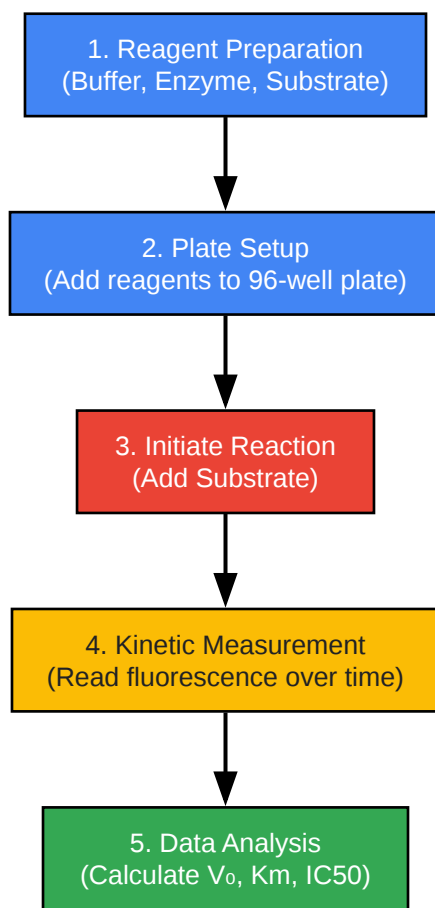 1. Reagent Preparation
(Buffer, Enzyme, Substrate)
2. Plate Setup
(Add reagents to 96-well plate)
3. Initiate Reaction
(Add Substrate)
4. Kinetic Measurement
(Read fluorescence over time)
5. Data Analysis
(Calculate V₀, Km, IC50)